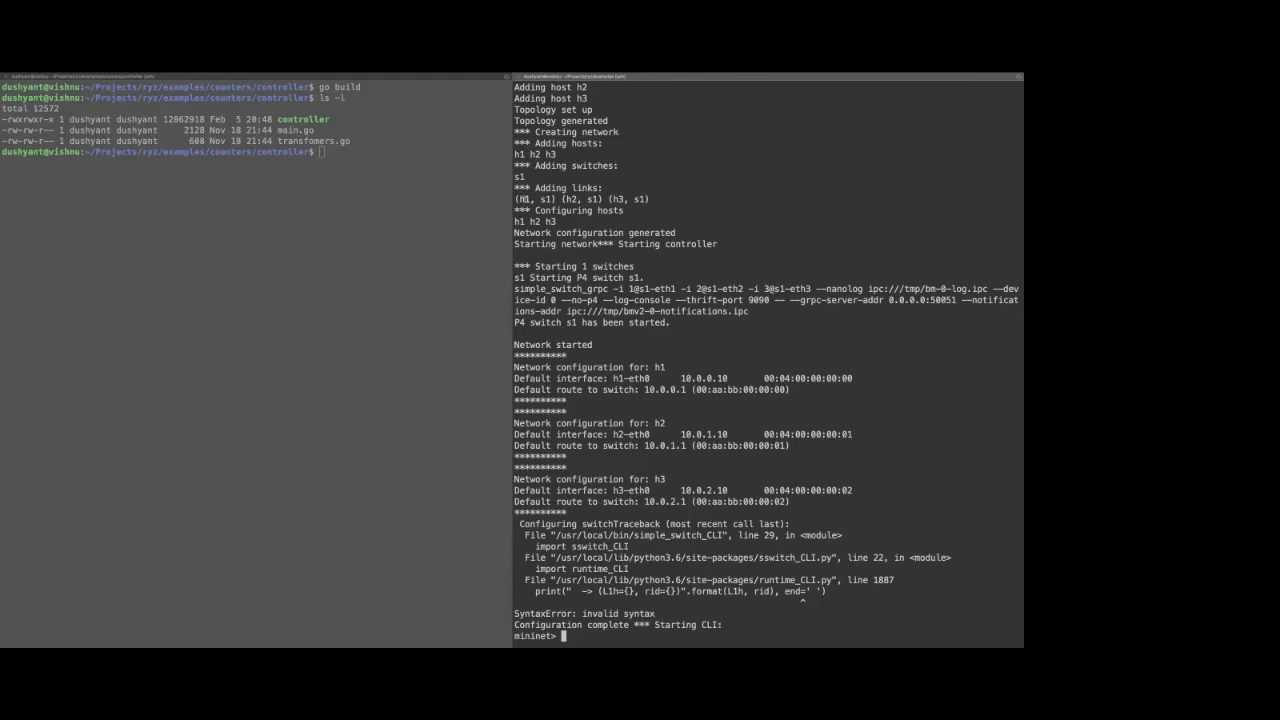 dushyant@vishnu: ~/Projects/ryz/examples/counters/controller (ssh)
dushyant@vishnu:~/Projects/ryz/examples/counters/controller$ go build
dushyant@vishnu:~/Projects/ryz/examples/counters/controller$ ls -l
total 12572
-rwxrwxr-x 1 dushyant dushyant 12862918 Feb  5 20:48 controller
-rw-rw-r-- 1 dushyant dushyant     2128 Nov 18 21:44 main.go
-rw-rw-r-- 1 dushyant dushyant      608 Nov 18 21:44 transfomers.go
dushyant@vishnu:~/Projects/ryz/examples/counters/controller$
dushyant@vishnu: ~/Projects/ryz/examples (ssh)
Adding host h2
Adding host h3
Topology set up
Topology generated
*** Creating network
*** Adding hosts:
h1 h2 h3
*** Adding switches:
s1
*** Adding links:
(h1, s1) (h2, s1) (h3, s1)
*** Configuring hosts
h1 h2 h3
Network configuration generated
Starting network*** Starting controller
*** Starting 1 switches
s1 Starting P4 switch s1.
simple_switch_grpc -i 1@s1-eth1 -i 2@s1-eth2 -i 3@s1-eth3 --nanolog ipc:///tmp/bm-0-log.ipc --dev
ice-id 0 --no-p4 --log-console --thrift-port 9090 -- --grpc-server-addr 0.0.0.0:50051 --notificat
ions-addr ipc:///tmp/bmv2-0-notifications.ipc
P4 switch s1 has been started.
Network started
**********
Network configuration for: h1
Default interface: h1-eth0      10.0.0.10       00:04:00:00:00:00
Default route to switch: 10.0.0.1 (00:aa:bb:00:00:00)
**********
**********
Network configuration for: h2
Default interface: h2-eth0      10.0.1.10       00:04:00:00:00:01
Default route to switch: 10.0.1.1 (00:aa:bb:00:00:01)
**********
**********
Network configuration for: h3
Default interface: h3-eth0      10.0.2.10       00:04:00:00:00:02
Default route to switch: 10.0.2.1 (00:aa:bb:00:00:02)
**********
Configuring switchTraceback (most recent call last):
File "/usr/local/bin/simple_switch_CLI", line 29, in <module>
import sswitch_CLI
File "/usr/local/lib/python3.6/site-packages/sswitch_CLI.py", line 22, in <module>
import runtime_CLI
File "/usr/local/lib/python3.6/site-packages/runtime_CLI.py", line 1887
print("  -> (L1h={}, rid={})".format(L1h, rid), end=' ')
^
SyntaxError: invalid syntax
Configuration complete *** Starting CLI:
mininet>